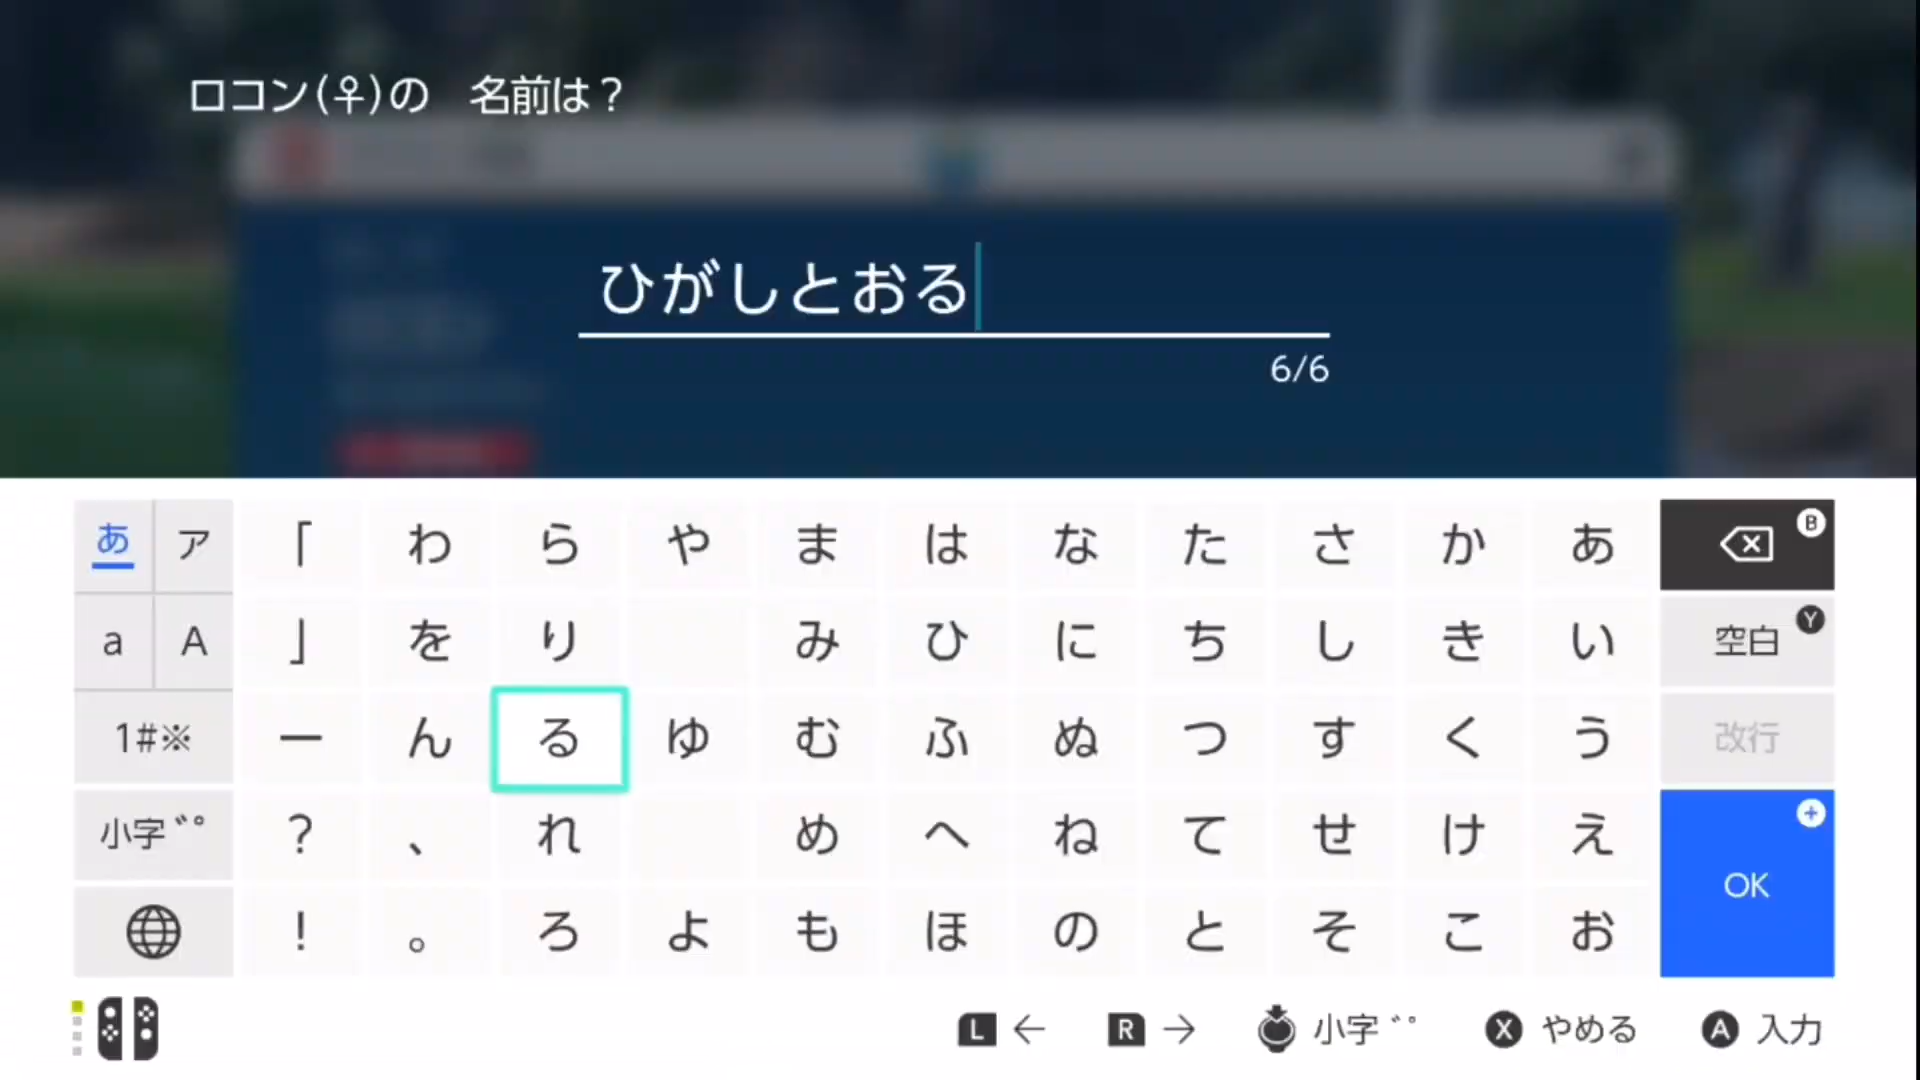 ロコン(♀)の 名前は？
ひがしとおる
6/6
あ ア 「 わ ら や ま は な た さ か あ B
a A 」 を り み ひ に ち し き い 空白 Y
1#※ ー ん る ゆ む ふ ぬ つ す く う 改行
小字 ゛゜ ? 、 れ め へ ね て せ け え + OK
! 。 ろ よ も ほ の と そ こ お
L ← R → 小字 ゛゜ X やめる A 入力